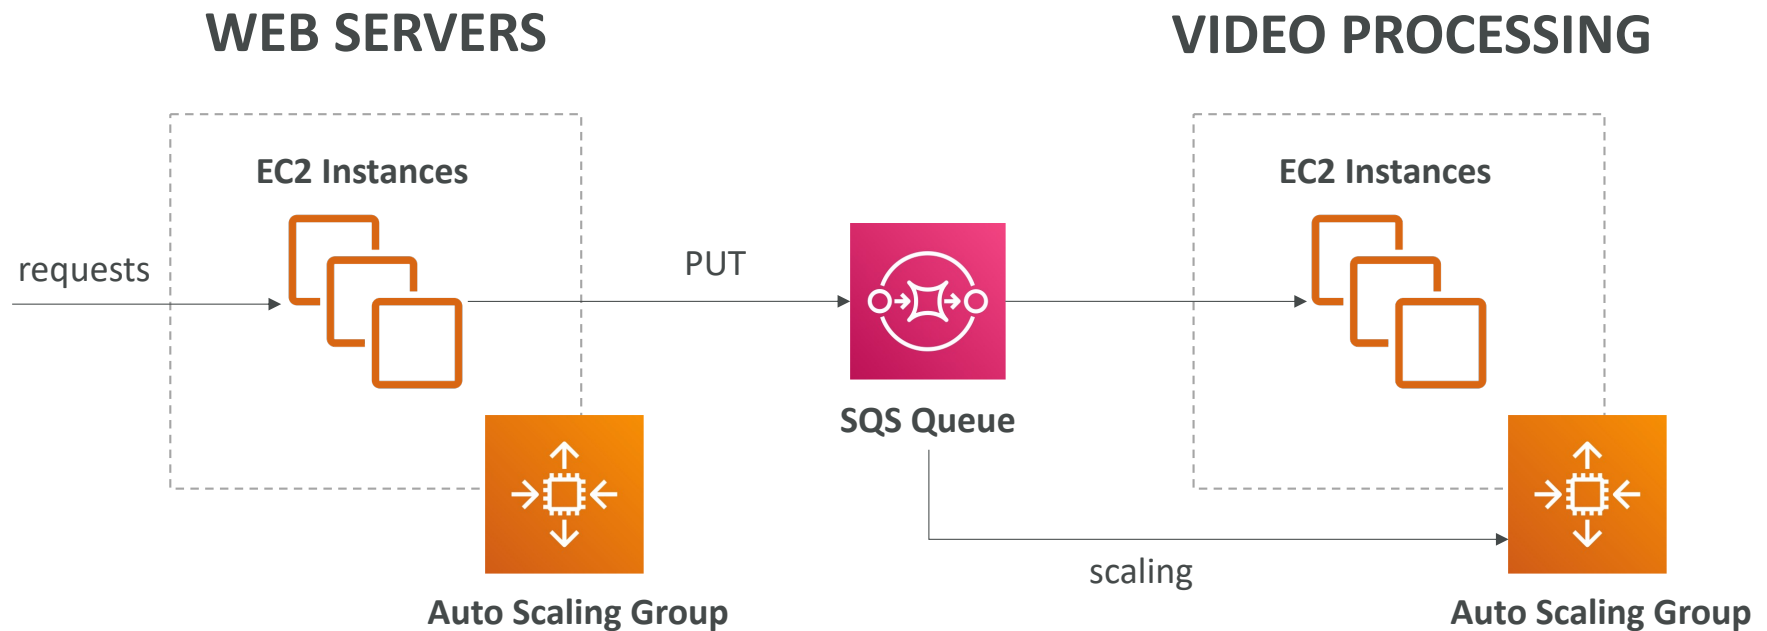 WEB SERVERS
VIDEO PROCESSING
EC2 Instances
EC2 Instances
requests
PUT
SQS Queue
scaling
Auto Scaling Group
Auto Scaling Group